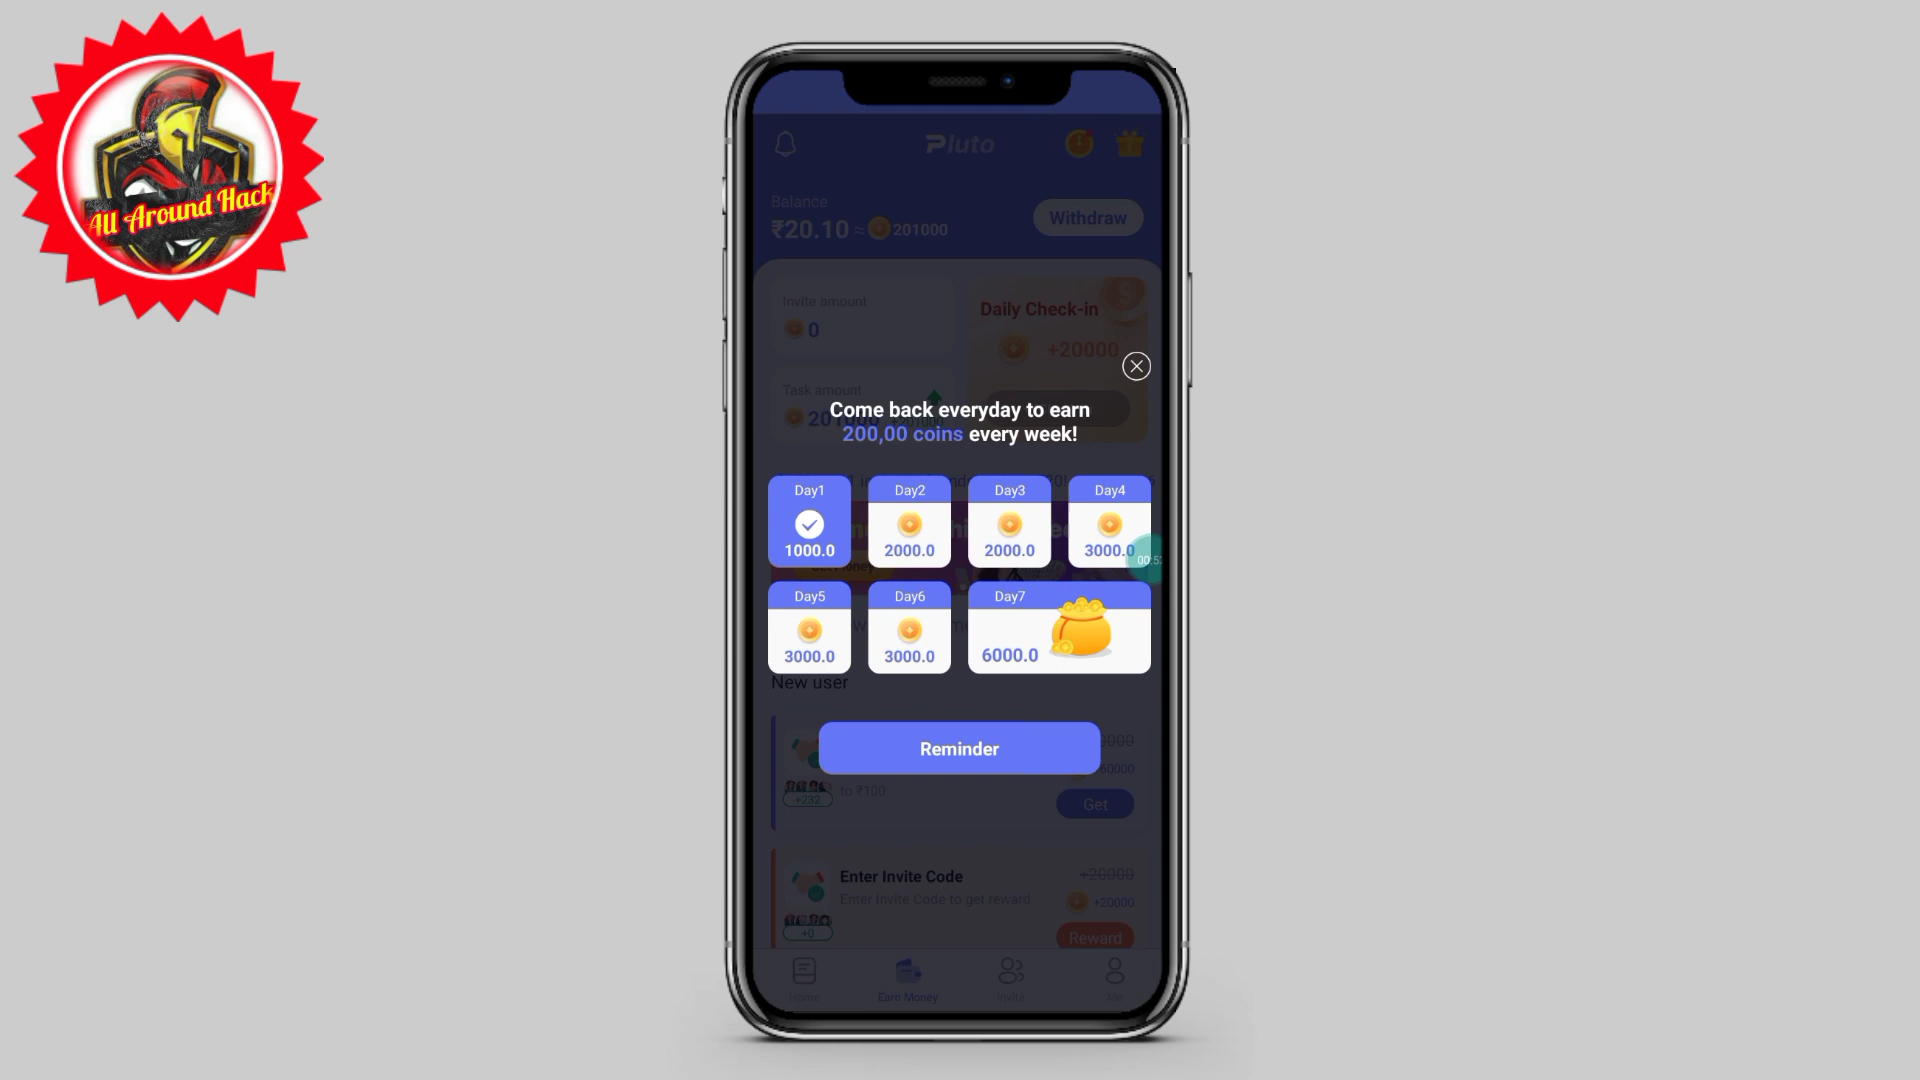 All Around Hack
Pluto
Balance
₹20.10 ≈ 201000
Withdraw
Invite amount
0
Daily Check-in
+20000
Task amount
Come back everyday to earn
200,00 coins every week!
Day1
1000.0
Day2
2000.0
Day3
2000.0
Day4
3000.0
Day5
3000.0
Day6
3000.0
Day7
6000.0
New user
Reminder
+232
to ₹100
Get
Enter Invite Code
Enter Invite Code to get reward
+20000
+20000
+0
Reward
Home
Earn Money
Invite
Me